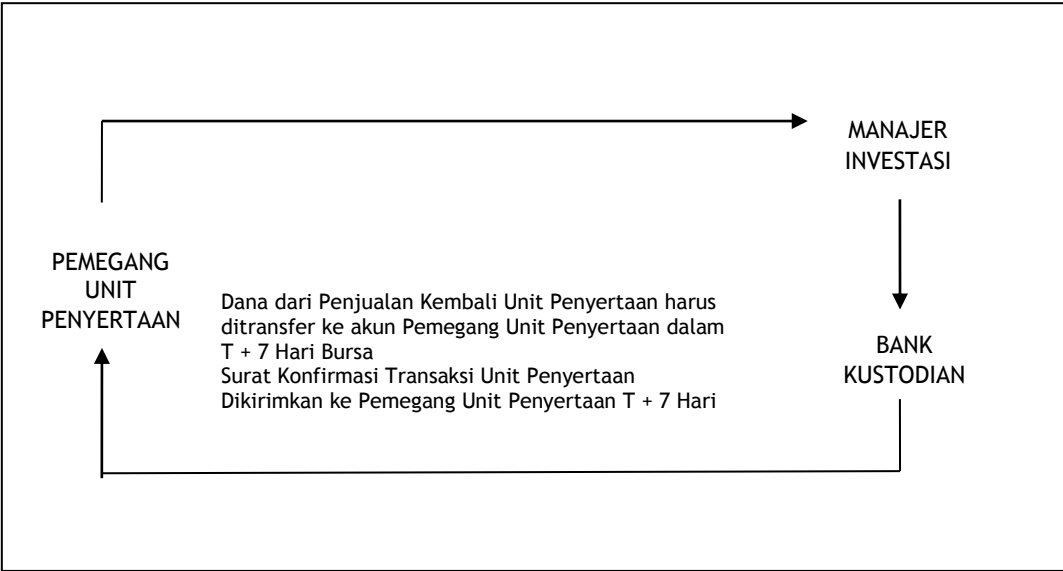 MANAJER
INVESTASI
PEMEGANG
UNIT
PENYERTAAN
Dana dari Penjualan Kembali Unit Penyertaan harus
ditransfer ke akun Pemegang Unit Penyertaan dalam
T + 7 Hari Bursa
Surat Konfirmasi Transaksi Unit Penyertaan
Dikirimkan ke Pemegang Unit Penyertaan T + 7 Hari
BANK
KUSTODIAN